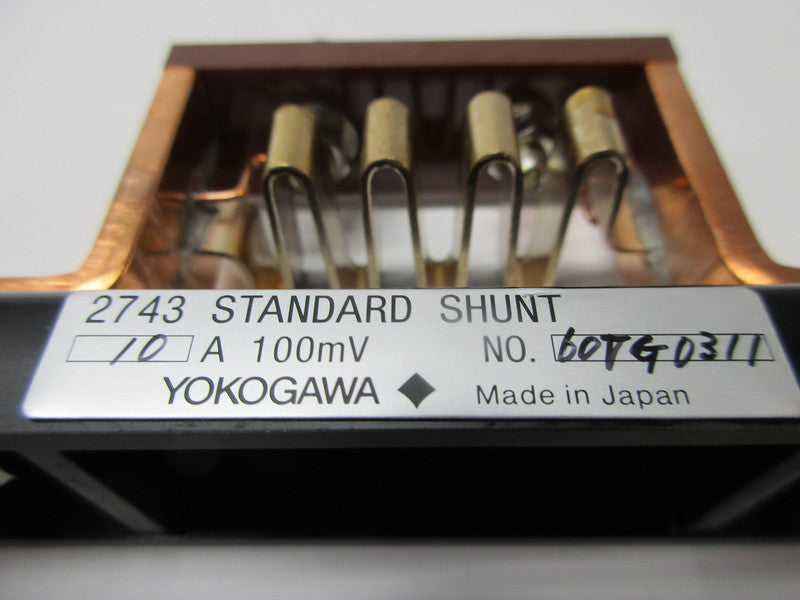 2743 STANDARD SHUNT
10 A 100mV NO. 60TG0311
YOKOGAWA Made in Japan